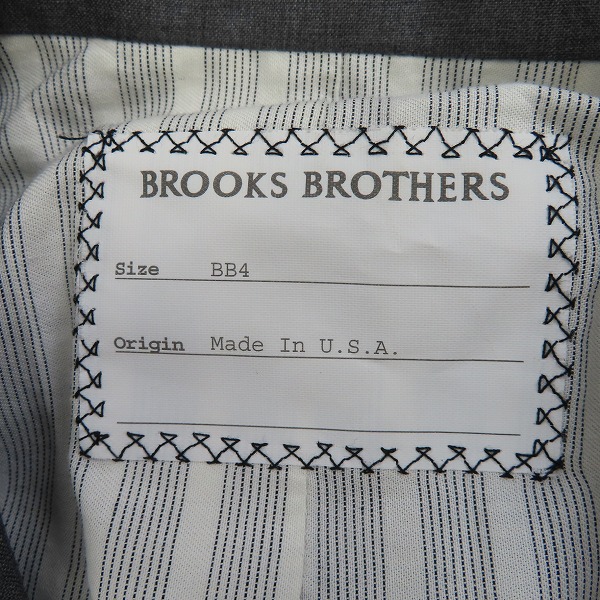 BROOKS BROTHERS
Size BB4
Origin Made In U.S.A.